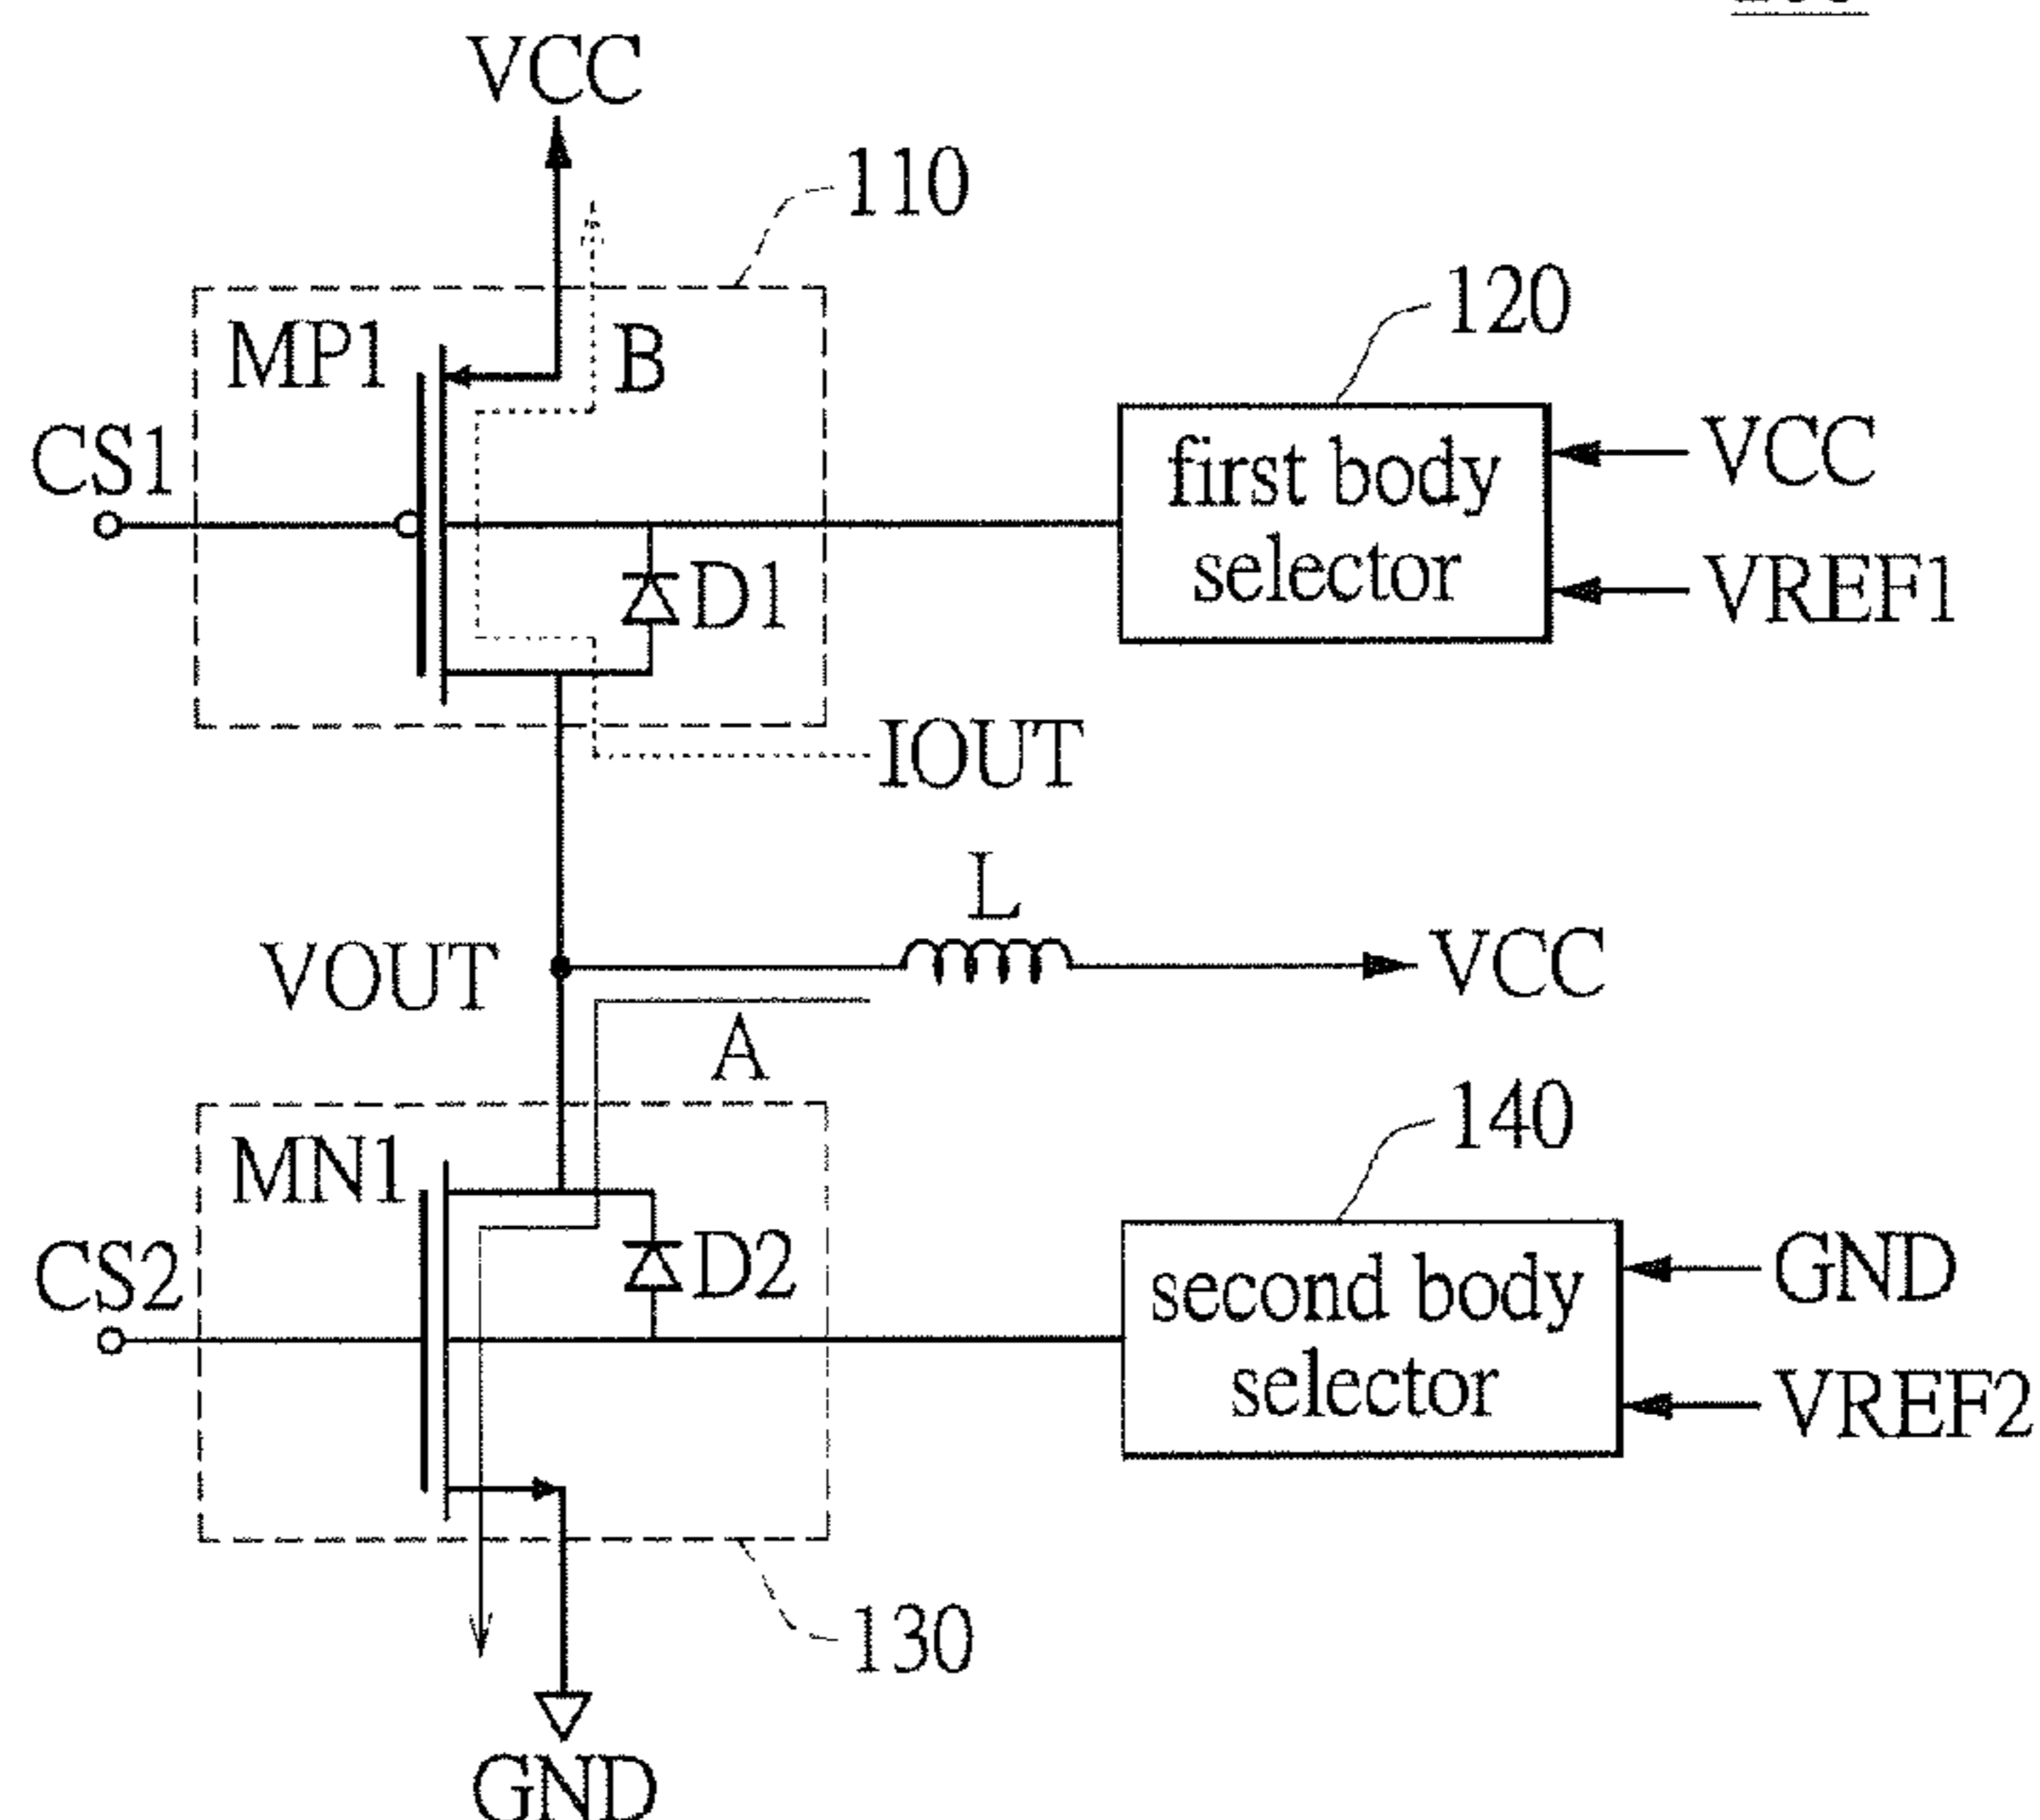 VCC
110
MP1
B
120
CS1
first body
selector
VCC
VREF1
D1
IOUT
L
VOUT
VCC
A
140
MN1
CS2
D2
second body
selector
GND
VREF2
130
GND